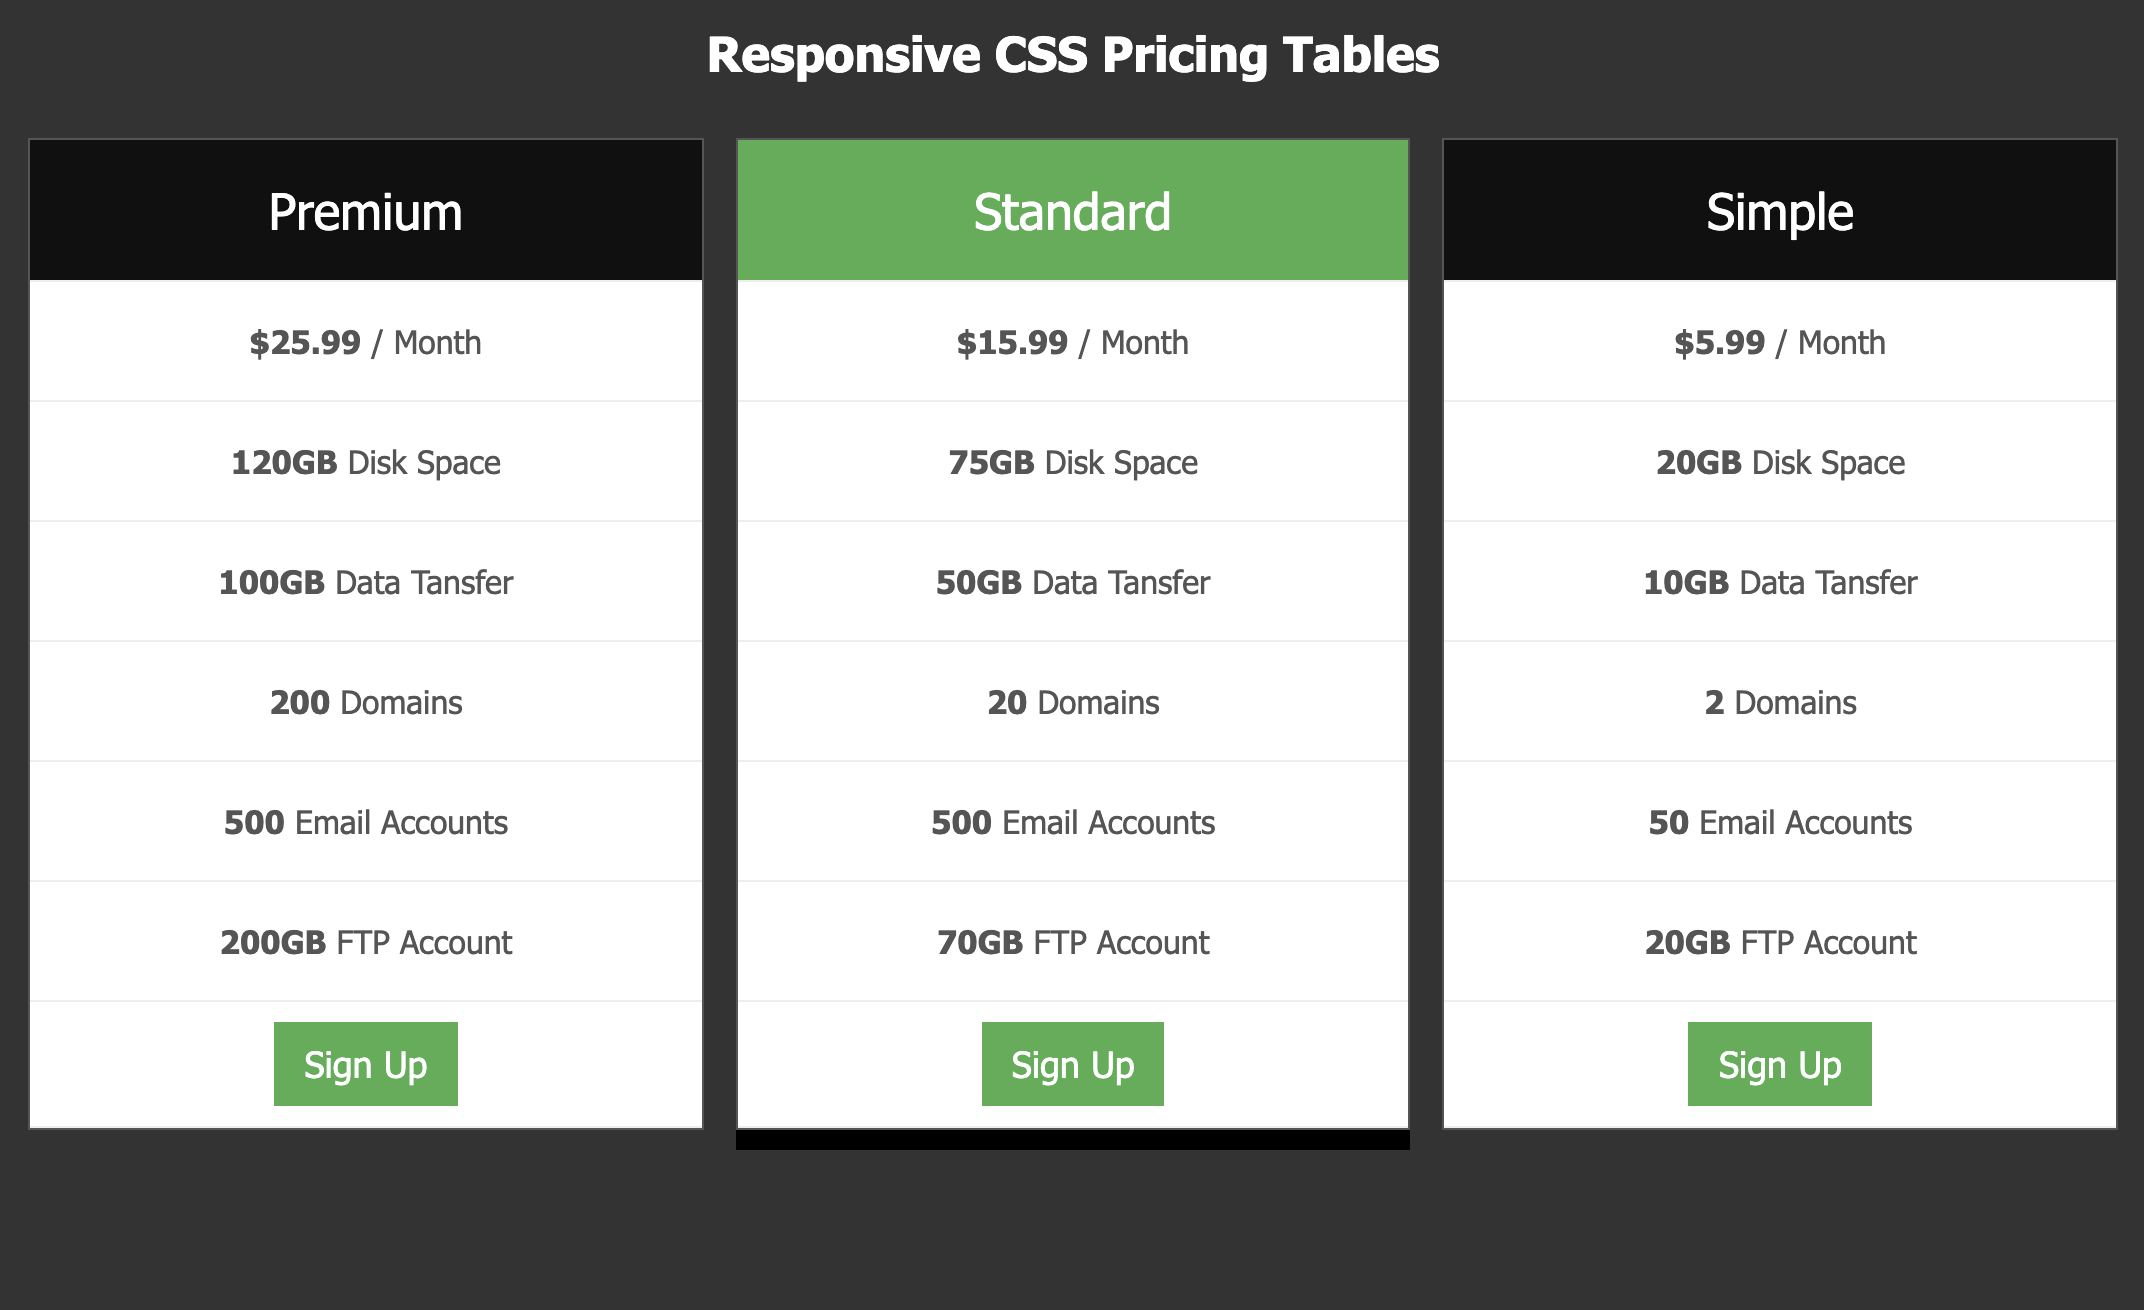 Responsive CSS Pricing Tables
Premium
$25.99 / Month
120GB Disk Space
100GB Data Tansfer
200 Domains
500 Email Accounts
200GB FTP Account
Sign Up
Standard
$15.99 / Month
75GB Disk Space
50GB Data Tansfer
20 Domains
500 Email Accounts
70GB FTP Account
Sign Up
Simple
$5.99 / Month
20GB Disk Space
10GB Data Tansfer
2 Domains
50 Email Accounts
20GB FTP Account
Sign Up